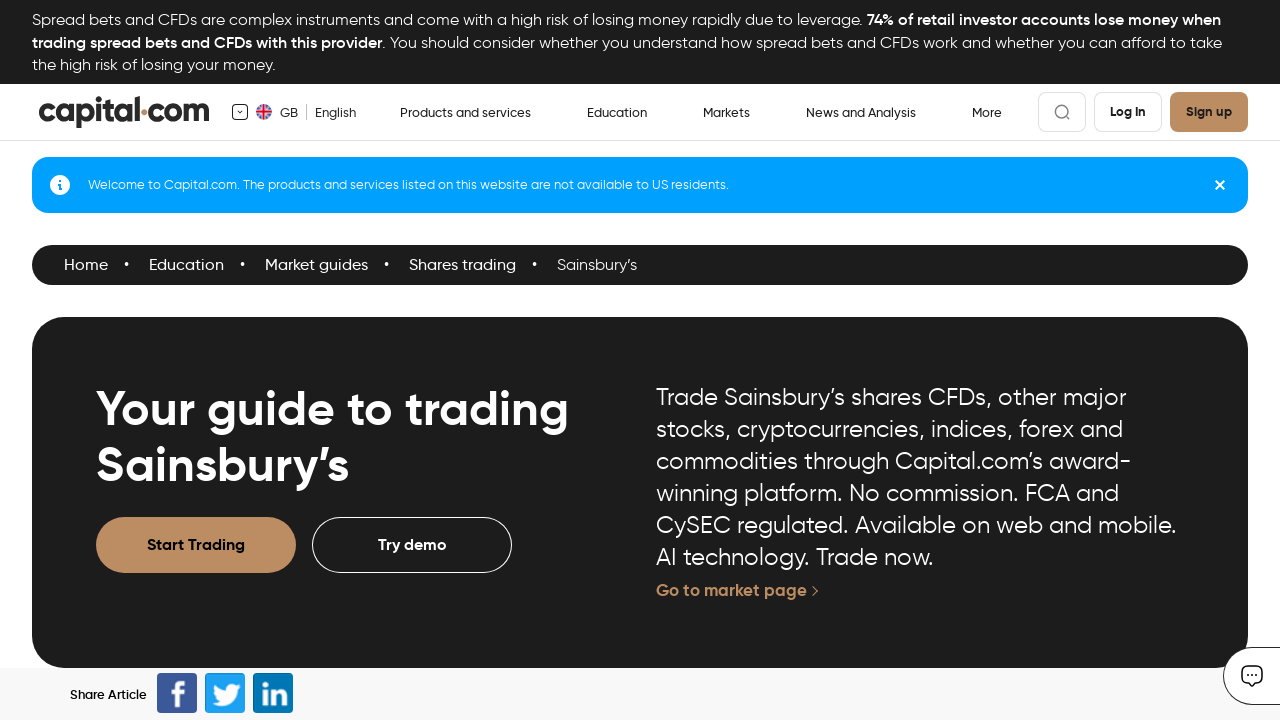 Spread bets and CFDs are complex instruments and come with a high risk of losing money rapidly due to leverage. 74% of retail investor accounts lose money when
trading spread bets and CFDs with this provider. You should consider whether you understand how spread bets and CFDs work and whether you can afford to take
the high risk of losing your money.
capital.com GB English Products and services Education Markets News and Analysis More Log In Sign up
Welcome to Capital.com. The products and services listed on this website are not available to US residents.
Home • Education • Market guides • Shares trading • Sainsbury’s
Your guide to trading
Sainsbury’s
Start Trading Try demo
Trade Sainsbury’s shares CFDs, other major
stocks, cryptocurrencies, indices, forex and
commodities through Capital.com’s award-
winning platform. No commission. FCA and
CySEC regulated. Available on web and mobile.
AI technology. Trade now.
Go to market page
Share Article